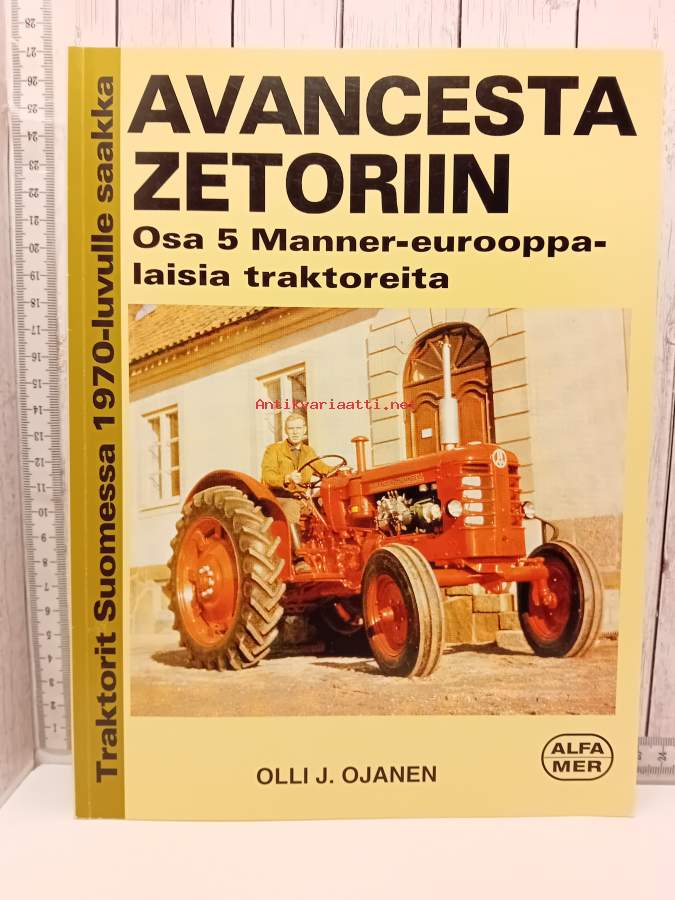 AVANCESTA
ZETORIIN
Osa 5 Manner-eurooppa-
laisia traktoreita
Traktorit Suomessa 1970-luvulle saakka
Antikvariaatti.net
OLLI J. OJANEN
ALFA
MER